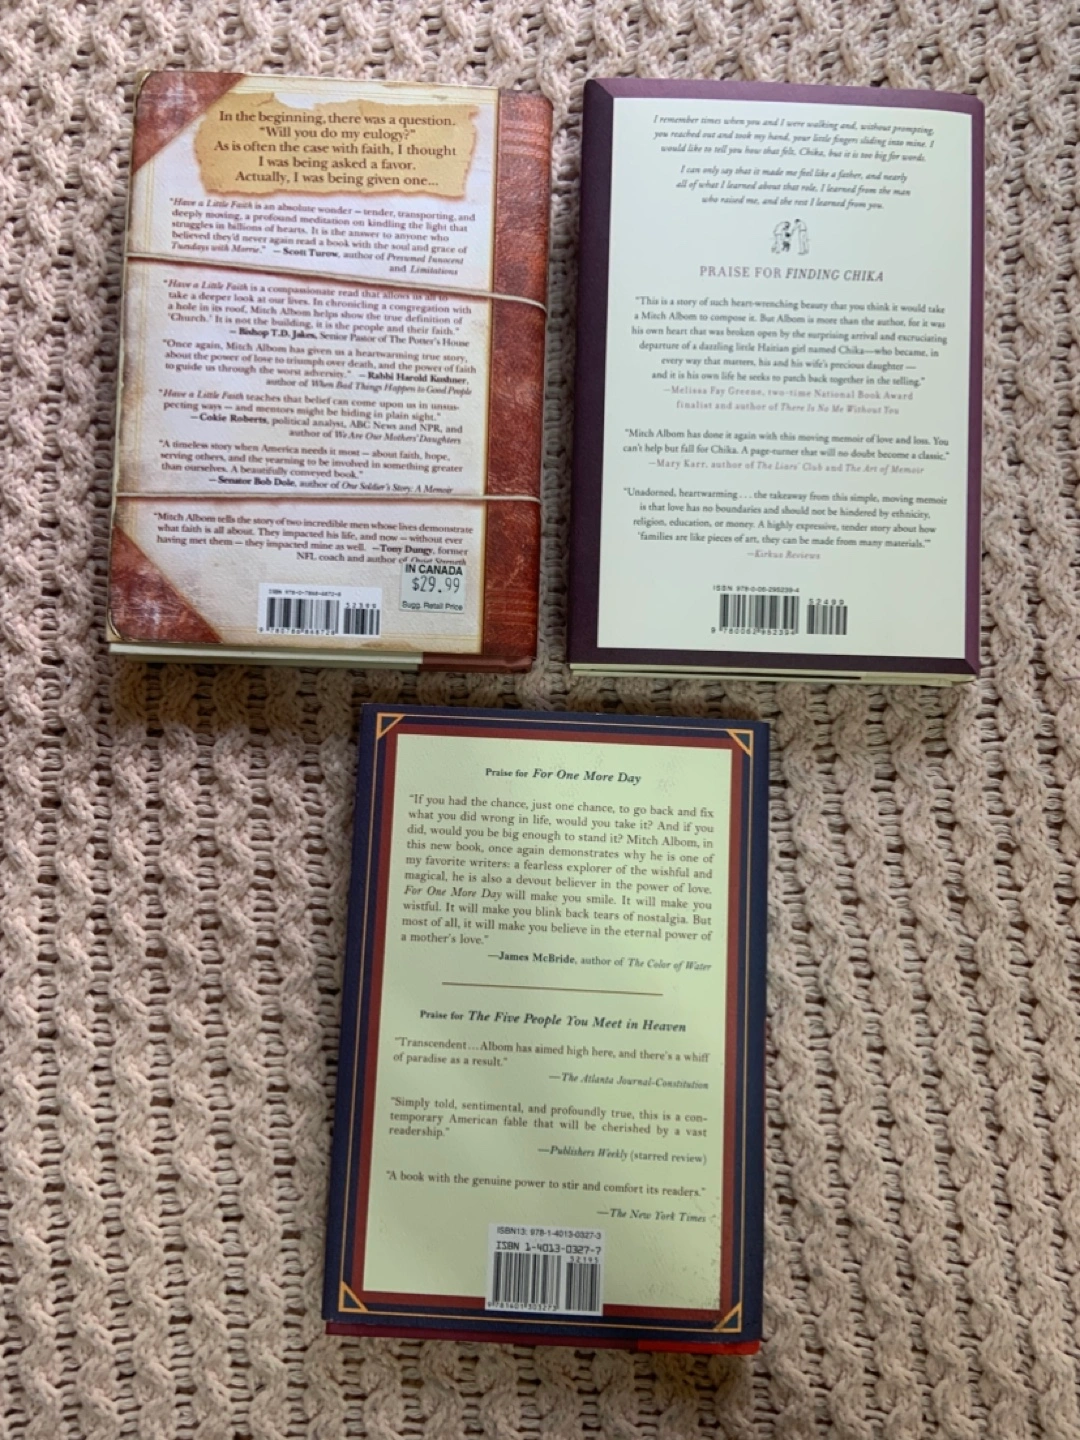 In the beginning, there was a question.
"Will you do my eulogy?"
As is often the case with faith, I thought
I was being asked a favor.
Actually, I was being given one...
"Have a Little Faith is an absolute wonder – tender, transporting, and
deeply moving, a profound meditation on kindling the light that
struggles in billions of hearts. It is the answer to anyone who
believed they'd never again read a book with the soul and grace of
Tuesdays with Morrie." – Scott Turow, author of Presumed Innocent
and Limitations
"Have a Little Faith is a compassionate read that allows us all to
take a deeper look at our lives. In chronicling a congregation with
a hole in its roof, Mitch Albom helps show the true definition of
'Church.' It is not the building, it is the people and their faith."
– Bishop T.D. Jakes, Senior Pastor of The Potter's House
"Once again, Mitch Albom has given us a heartwarming true story,
about the power of love to triumph over death, and the power of faith
to guide us through the worst adversity." – Rabbi Harold Kushner,
author of When Bad Things Happen to Good People
"Have a Little Faith teaches that belief can come upon us in unsus-
pecting ways – and mentors might be hiding in plain sight."
– Cokie Roberts, political analyst, ABC News and NPR, and
author of We Are Our Mothers' Daughters
"A timeless story when America needs it most – about faith, hope,
serving others, and the yearning to be involved in something greater
than ourselves. A beautifully conveyed book."
– Senator Bob Dole, author of One Soldier's Story: A Memoir
"Mitch Albom tells the story of two incredible men whose lives demonstrate
what faith is all about. They impacted his life, and now – without ever
having met them – they impacted mine as well. –Tony Dungy, former
NFL coach and author of Quiet Strength
IN CANADA
$29.99
Sugg. Retail Price
ISBN 978-0-7868-6872-8
52399
9 780786 868728
I remember times when you and I were walking and, without prompting,
you reached out and took my hand, your little fingers sliding into mine. I
would like to tell you how that felt, Chika, but it is too big for words.
I can only say that it made me feel like a father, and nearly
all of what I learned about that role, I learned from the man
who raised me, and the rest I learned from you.
PRAISE FOR FINDING CHIKA
"This is a story of such heart-wrenching beauty that you think it would take
a Mitch Albom to compose it. But Albom is more than the author, for it was
his own heart that was broken open by the surprising arrival and excruciating
departure of a dazzling little Haitian girl named Chika—who became, in
every way that matters, his and his wife's precious daughter—
and it is his own life he seeks to patch back together in the telling."
—Melissa Fay Greene, two-time National Book Award
finalist and author of There Is No Me Without You
"Mitch Albom has done it again with this moving memoir of love and loss. You
can't help but fall for Chika. A page-turner that will no doubt become a classic."
—Mary Karr, author of The Liars' Club and The Art of Memoir
"Unadorned, heartwarming . . . the takeaway from this simple, moving memoir
is that love has no boundaries and should not be hindered by ethnicity,
religion, education, or money. A highly expressive, tender story about how
'families are like pieces of art, they can be made from many materials.'"
—Kirkus Reviews
ISBN 978-0-06-295239-4
52499
9 780062 952394
Praise for For One More Day
"If you had the chance, just one chance, to go back and fix
what you did wrong in life, would you take it? And if you
did, would you be big enough to stand it? Mitch Albom, in
this new book, once again demonstrates why he is one of
my favorite writers: a fearless explorer of the wishful and
magical, he is also a devout believer in the power of love.
For One More Day will make you smile. It will make you
wistful. It will make you blink back tears of nostalgia. But
most of all, it will make you believe in the eternal power of
a mother's love."
—James McBride, author of The Color of Water
Praise for The Five People You Meet in Heaven
"Transcendent...Albom has aimed high here, and there's a whiff
of paradise as a result."
—The Atlanta Journal-Constitution
"Simply told, sentimental, and profoundly true, this is a con-
temporary American fable that will be cherished by a vast
readership."
—Publishers Weekly (starred review)
"A book with the genuine power to stir and comfort its readers."
—The New York Times
ISBN13: 978-1-4013-0327-3
ISBN 1-4013-0327-7
52195
9 781401 303273